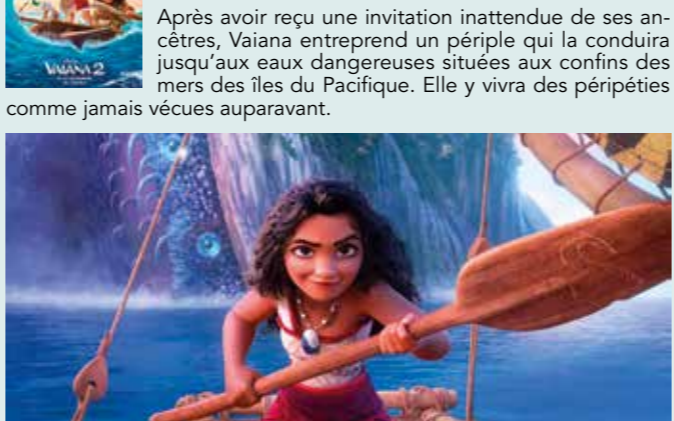 Après avoir reçu une invitation inattendue de ses an-
cêtres, Vaiana entreprend un périple qui la conduira
jusqu'aux eaux dangereuses situées aux confins des
mers des îles du Pacifique. Elle y vivra des péripéties
comme jamais vécues auparavant.
VAIANA 2